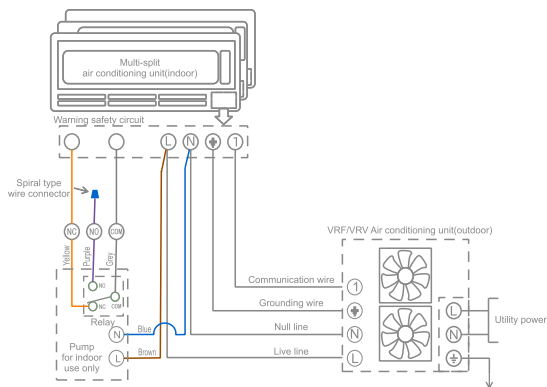 Multi-split
air conditioning unit(indoor)
Warning safety circuit
L N 1
Spiral type
wire connector
NC NO COM
Yellow Purple Grey
VRF/VRV Air conditioning unit(outdoor)
NO
NC COM
Relay
Communication wire 1
Grounding wire
L
Utility power
N Blue Null line N N
Pump
for indoor
use only
L Brown Live line L